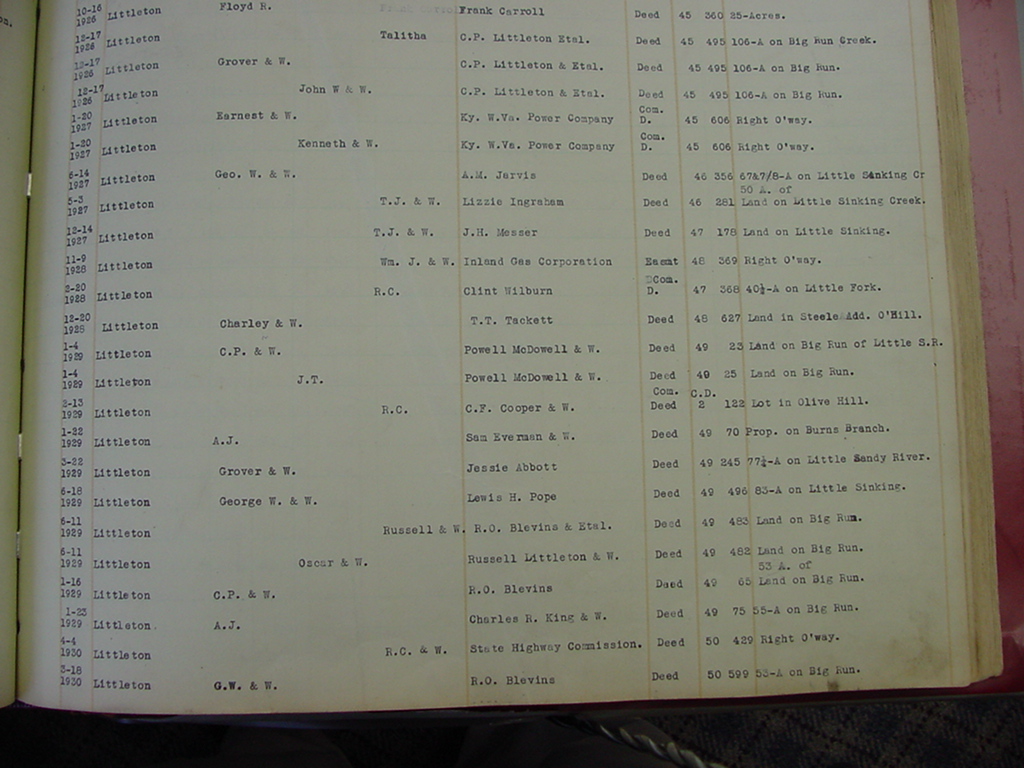 on.
10-16
1926 Littleton Floyd R. Frank Carroll Deed 45 360 25-Acres.
12-17
1926 Littleton Talitha C.P. Littleton Etal. Deed 45 495 106-A on Big Run Creek.
12-17
1926 Littleton Grover & W. C.P. Littleton & Etal. Deed 45 495 106-A on Big Run.
12-17
1926 Littleton John W & W. C.P. Littleton & Etal. Deed 45 495 106-A on Big Run.
1-20 Com.
1927 Littleton Earnest & W. Ky. W.Va. Power Company D. 45 606 Right O'way.
1-20 Com.
1927 Littleton Kenneth & W. Ky. W.Va. Power Company D. 45 606 Right O'way.
6-14
1927 Littleton Geo. W. & W. A.M. Jarvis Deed 46 356 67&7/8-A on Little Sinking Cr
5-3 50 A. of
1927 Littleton T.J. & W. Lizzie Ingraham Deed 46 281 Land on Little Sinking Creek.
12-14
1927 Littleton T.J. & W. J.H. Messer Deed 47 178 Land on Little Sinking.
11-9
1928 Littleton Wm. J. & W. Inland Gas Corporation Easmt 48 369 Right O'way.
2-20 Com.
1928 Littleton R.C. Clint Wilburn D. 47 368 40½-A on Little Fork.
12-20
1928 Littleton Charley & W. T.T. Tackett Deed 48 627 Land in Steele Add. O'Hill.
1-4
1929 Littleton C.P. & W. Powell McDowell & W. Deed 49 23 Land on Big Run of Little S.R.
1-4
1929 Littleton J.T. Powell McDowell & W. Deed 49 25 Land on Big Run.
2-13 Com. C.D.
1929 Littleton R.C. C.F. Cooper & W. Deed 2 122 Lot in Olive Hill.
1-22
1929 Littleton A.J. Sam Everman & W. Deed 49 70 Prop. on Burns Branch.
3-22
1929 Littleton Grover & W. Jessie Abbott Deed 49 245 77¼-A on Little Sandy River.
6-18
1929 Littleton George W. & W. Lewis H. Pope Deed 49 496 83-A on Little Sinking.
6-11
1929 Littleton Russell & W. R.O. Blevins & Etal. Deed 49 483 Land on Big Run.
6-11
1929 Littleton Oscar & W. Russell Littleton & W. Deed 49 482 Land on Big Run.
1-16 53 A. of
1929 Littleton C.P. & W. R.O. Blevins Deed 49 65 Land on Big Run.
1-23
1929 Littleton. A.J. Charles R. King & W. Deed 49 75 55-A on Big Run.
4-4
1930 Littleton R.C. & W. State Highway Commission. Deed 50 429 Right O'way.
3-18
1930 Littleton G.W. & W. R.O. Blevins Deed 50 599 53-A on Big Run.